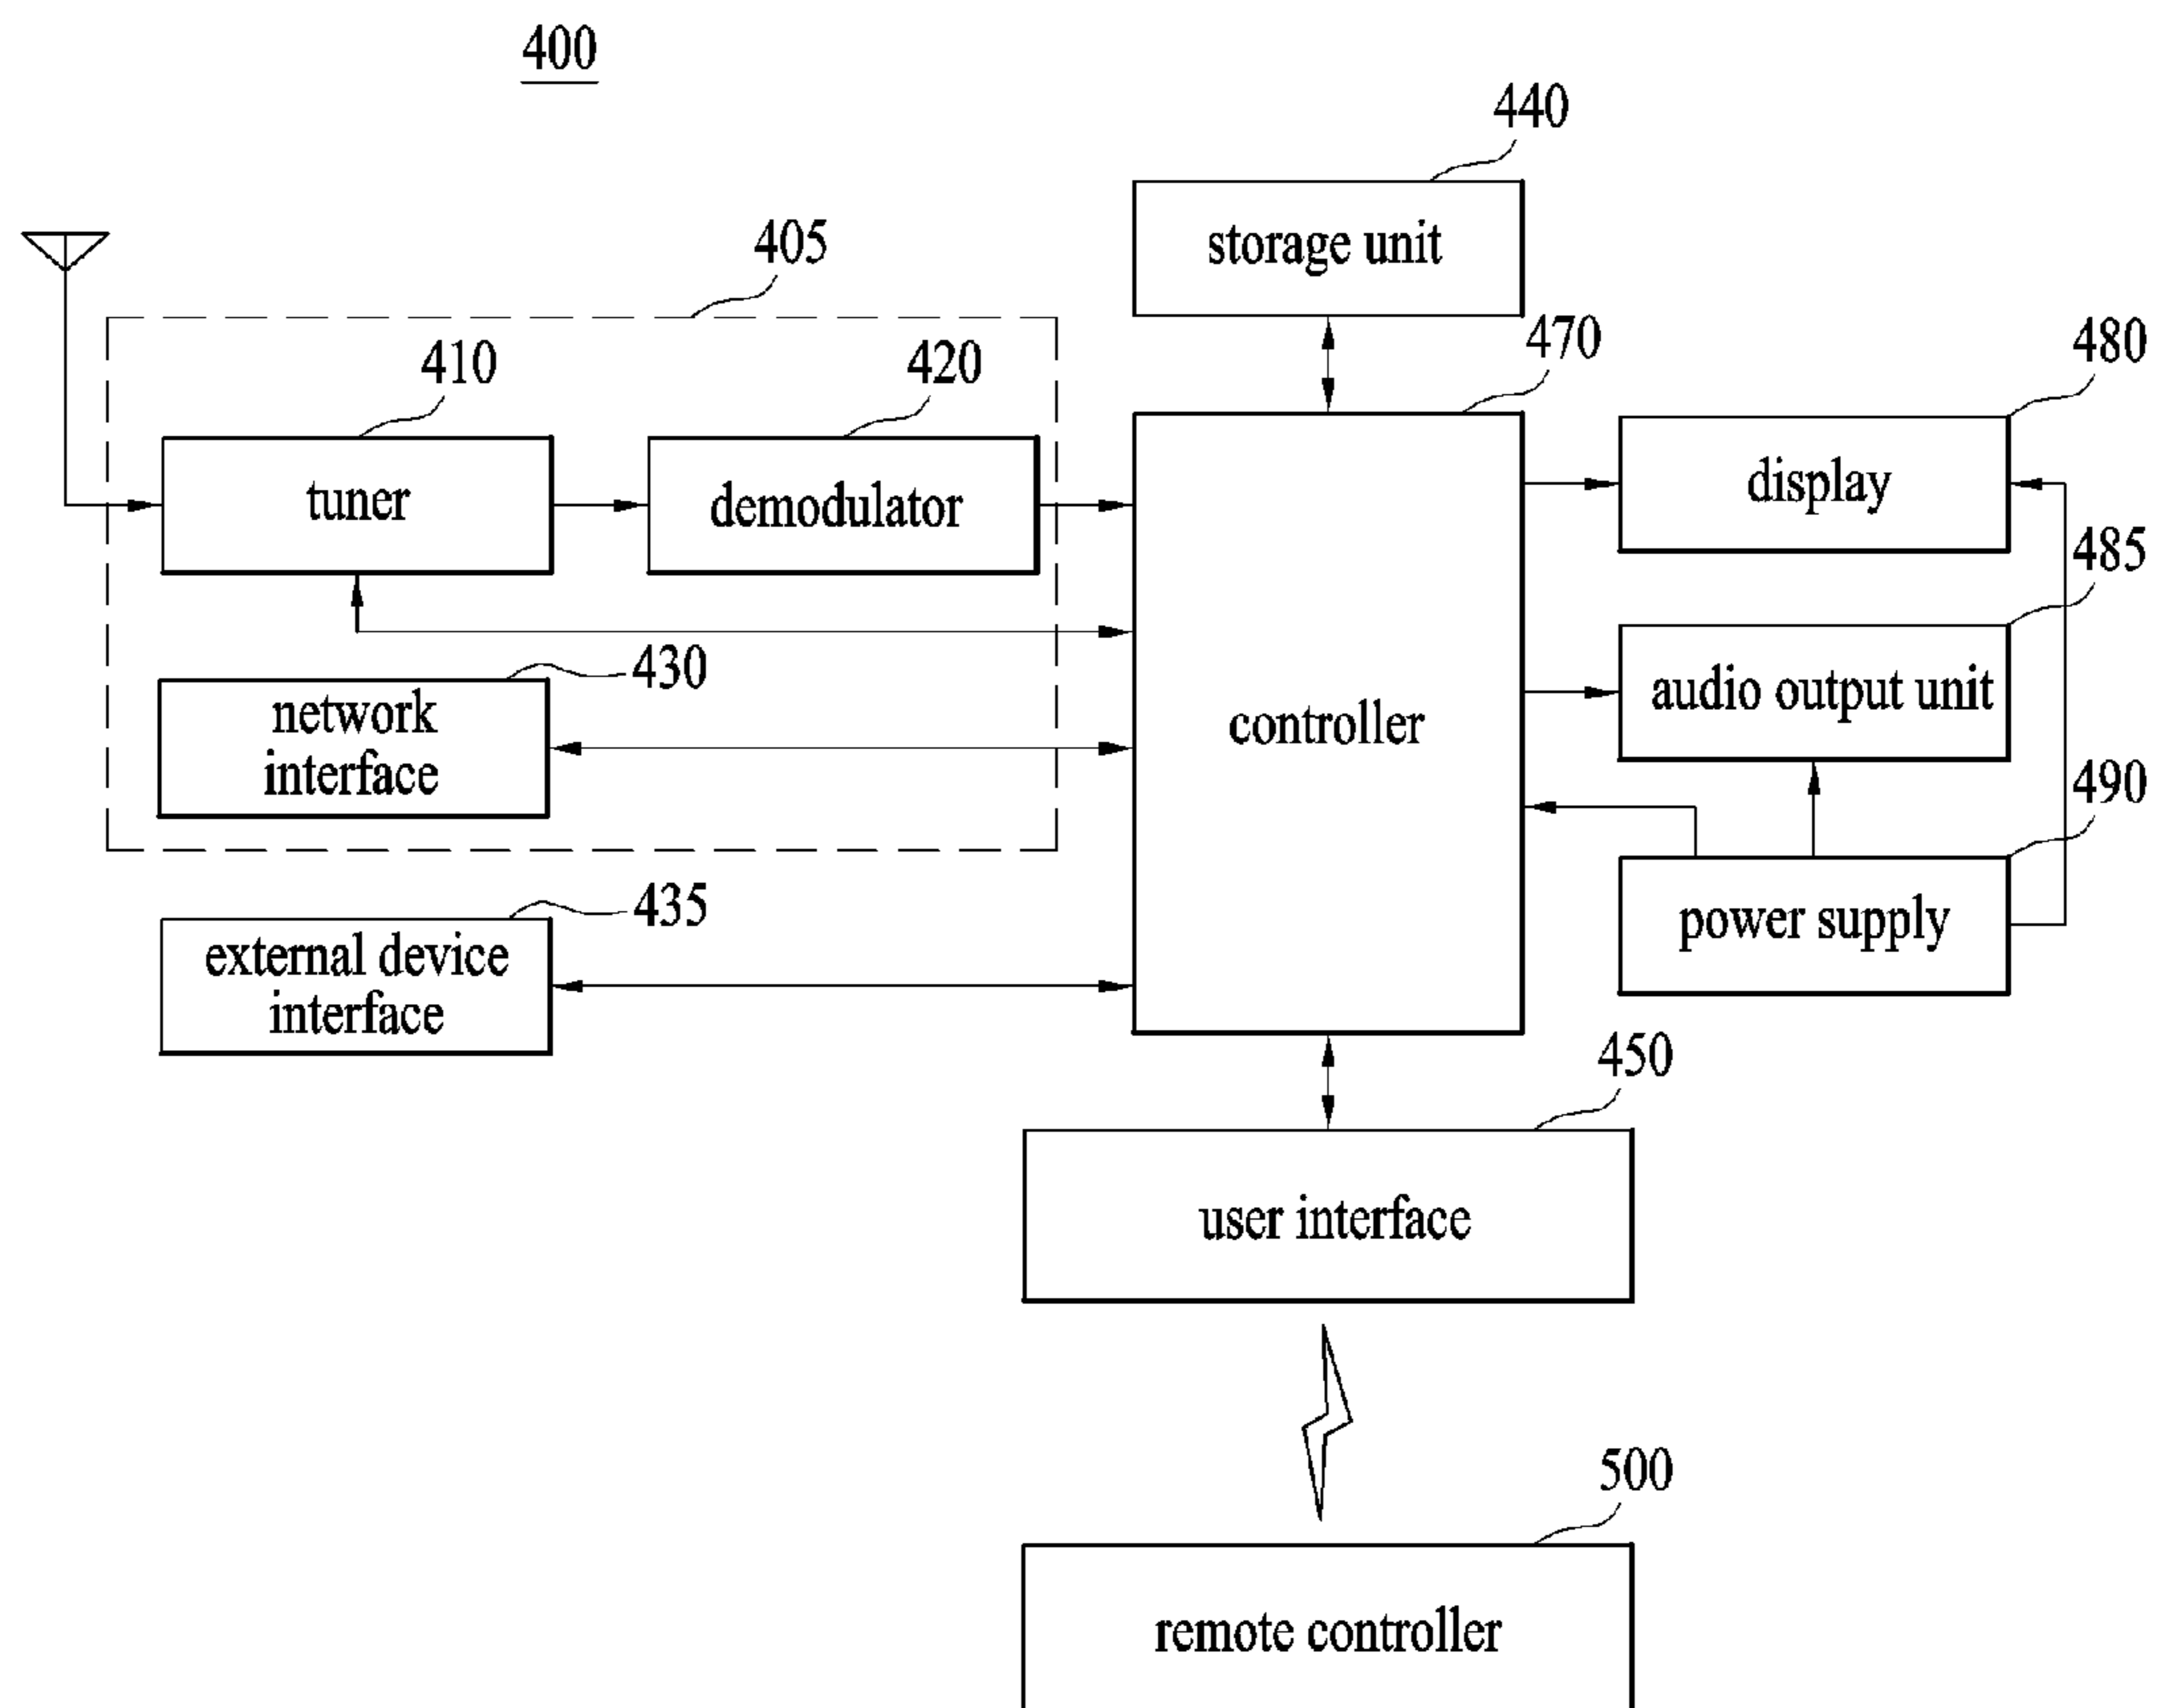 400
440
storage unit
405
410
420
470
480
tuner
demodulator
display
485
430
network
interface
controller
audio output unit
490
435
external device
interface
power supply
450
user interface
500
remote controller